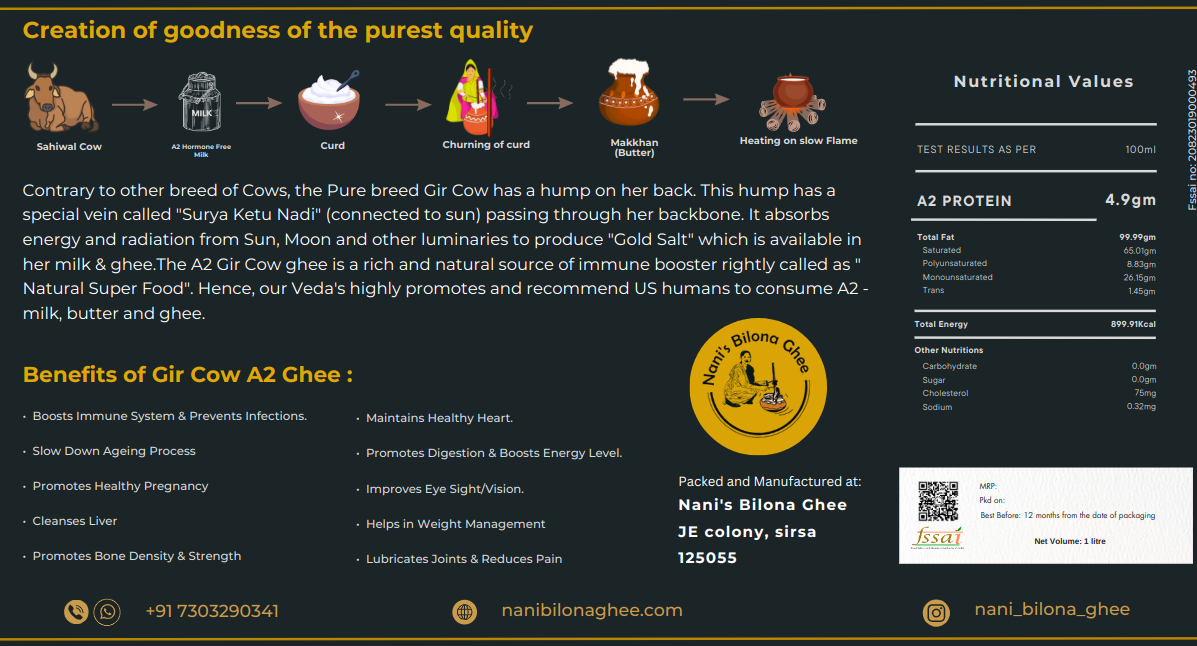 Creation of goodness of the purest quality
MILK
Sahiwal Cow
A2 Hormone Free
Milk
Curd
Churning of curd
Makkhan
(Butter)
Heating on slow Flame
Contrary to other breed of Cows, the Pure breed Gir Cow has a hump on her back. This hump has a
special vein called "Surya Ketu Nadi" (connected to sun) passing through her backbone. It absorbs
energy and radiation from Sun, Moon and other luminaries to produce "Gold Salt" which is available in
her milk & ghee.The A2 Gir Cow ghee is a rich and natural source of immune booster rightly called as "
Natural Super Food". Hence, our Veda's highly promotes and recommend US humans to consume A2 -
milk, butter and ghee.
Benefits of Gir Cow A2 Ghee :
• Boosts Immune System & Prevents Infections.
• Slow Down Ageing Process
• Promotes Healthy Pregnancy
• Cleanses Liver
• Promotes Bone Density & Strength
• Maintains Healthy Heart.
• Promotes Digestion & Boosts Energy Level.
• Improves Eye Sight/Vision.
• Helps in Weight Management
• Lubricates Joints & Reduces Pain
Nani's Bilona Ghee
Packed and Manufactured at:
Nani's Bilona Ghee
JE colony, sirsa
125055
Nutritional Values
TEST RESULTS AS PER 100ml
A2 PROTEIN 4.9gm
Total Fat 99.99gm
Saturated 65.01gm
Polyunsaturated 8.83gm
Monounsaturated 26.15gm
Trans 1.45gm
Total Energy 899.91Kcal
Other Nutritions
Carbohydrate 0.0gm
Sugar 0.0gm
Cholesterol 75mg
Sodium 0.32mg
Fssai no: 20823019000493
MRP:
Pkd on:
Best Before: 12 months from the date of packaging
Net Volume: 1 litre
fssai
+91 7303290341
nanibilonaghee.com
nani_bilona_ghee